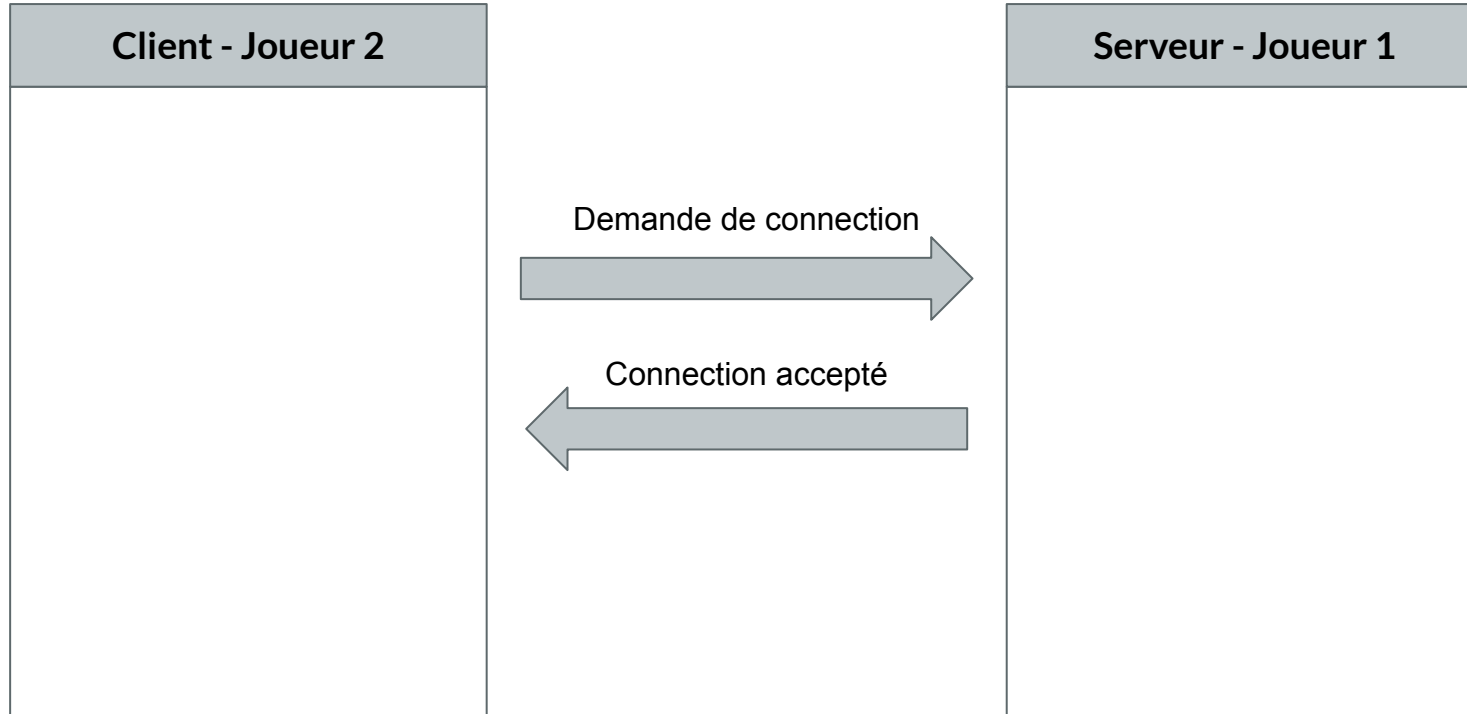 Client - Joueur 2
Serveur - Joueur 1
Demande de connection
Connection accepté